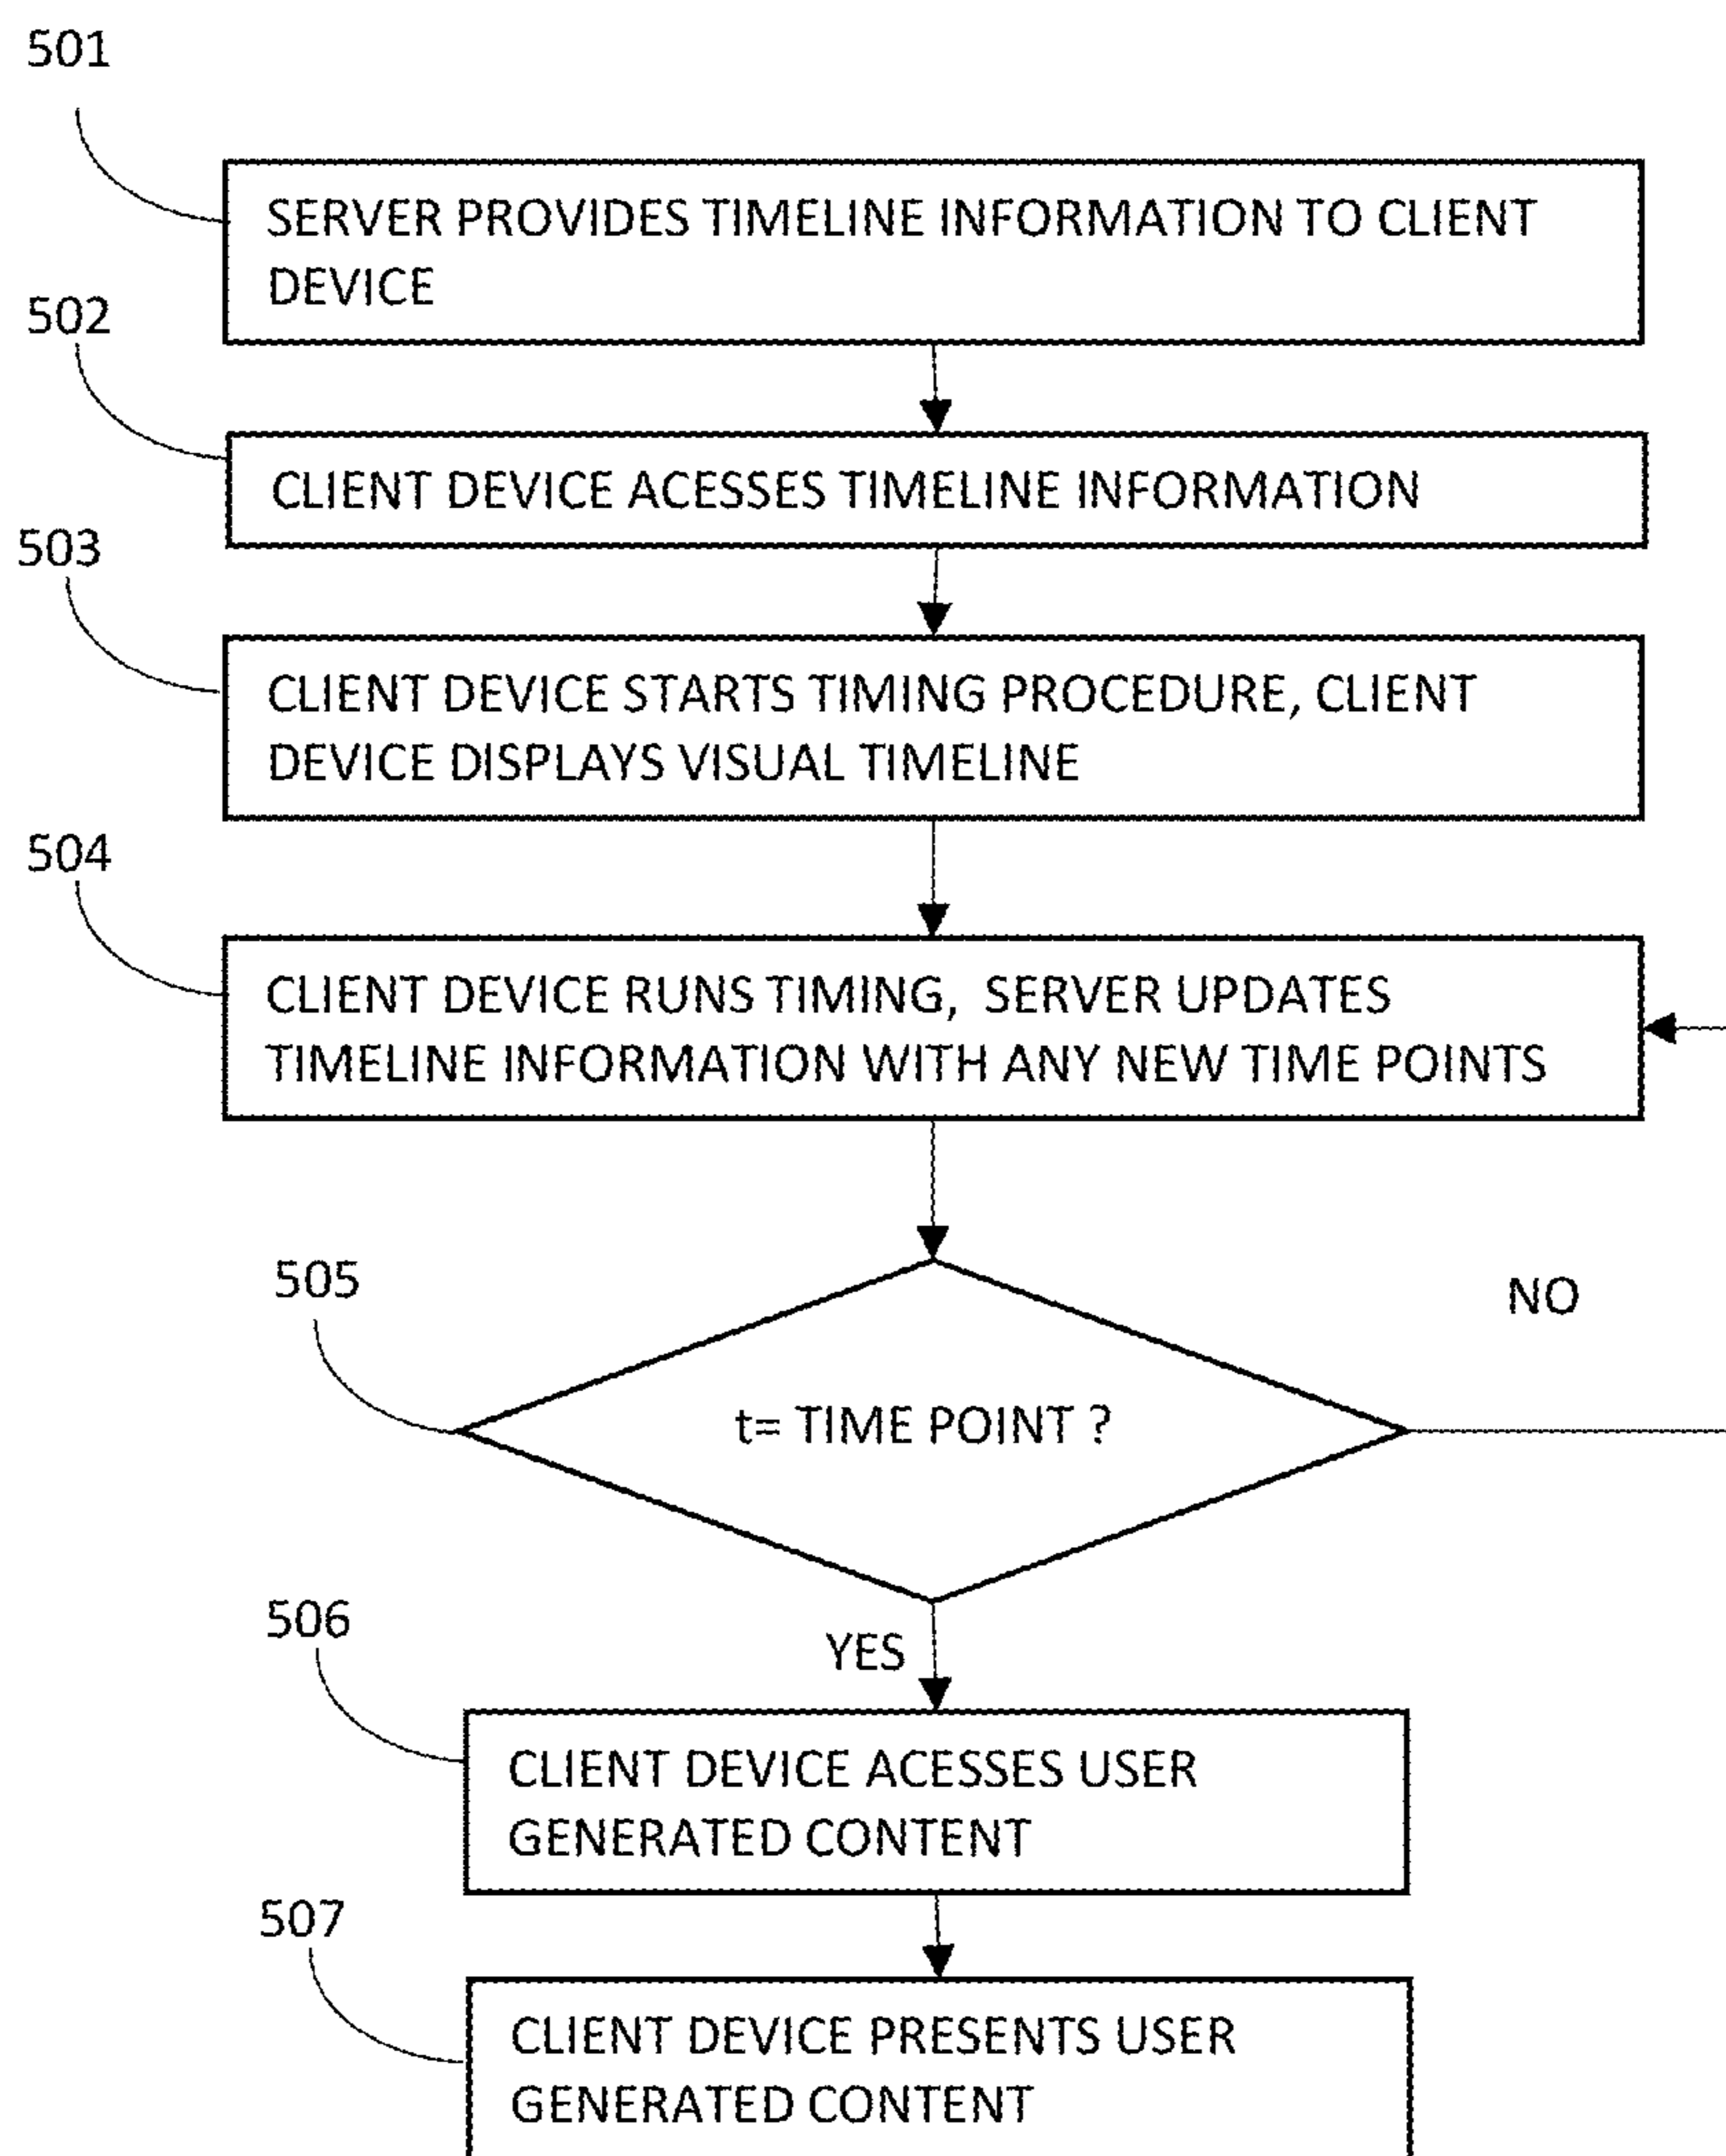 501
SERVER PROVIDES TIMELINE INFORMATION TO CLIENT
DEVICE
502
CLIENT DEVICE ACESSES TIMELINE INFORMATION
503
CLIENT DEVICE STARTS TIMING PROCEDURE, CLIENT
DEVICE DISPLAYS VISUAL TIMELINE
504
CLIENT DEVICE RUNS TIMING, SERVER UPDATES
TIMELINE INFORMATION WITH ANY NEW TIME POINTS
505
NO
t= TIME POINT ?
506
YES
CLIENT DEVICE ACESSES USER
GENERATED CONTENT
507
CLIENT DEVICE PRESENTS USER
GENERATED CONTENT